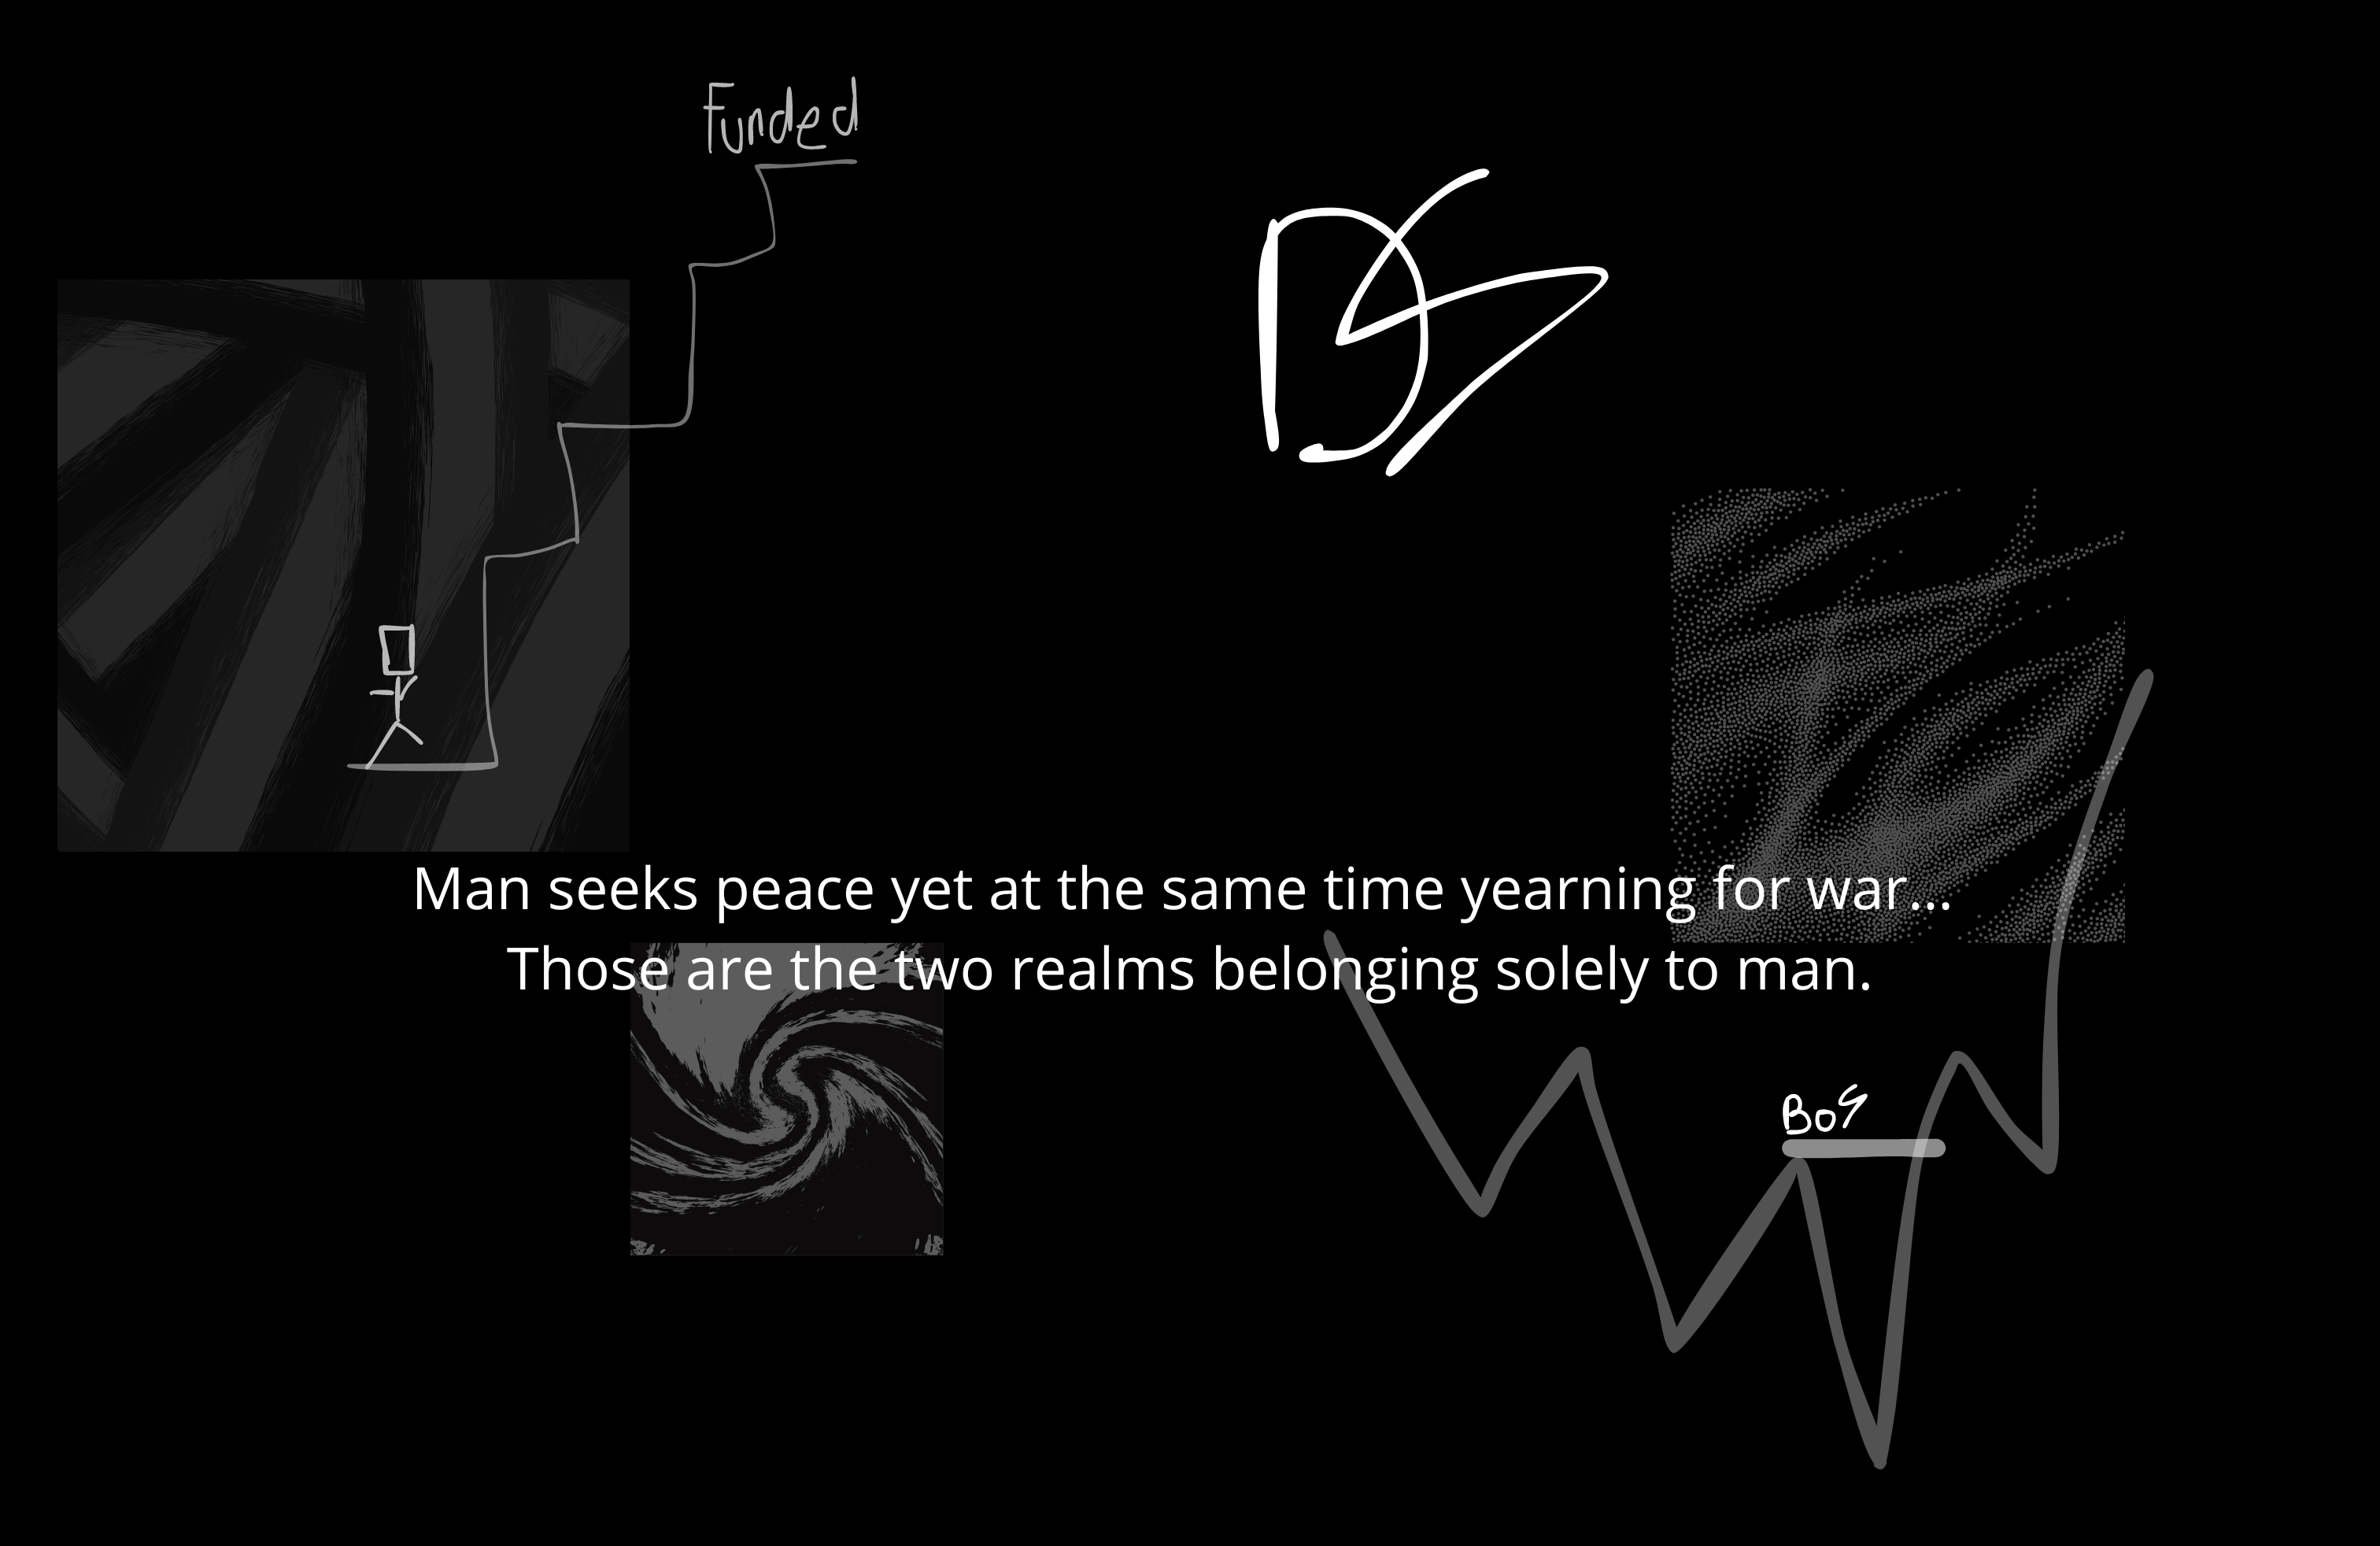 Funded
DS
Man seeks peace yet at the same time yearning for war...
Those are the two realms belonging solely to man.
BoS